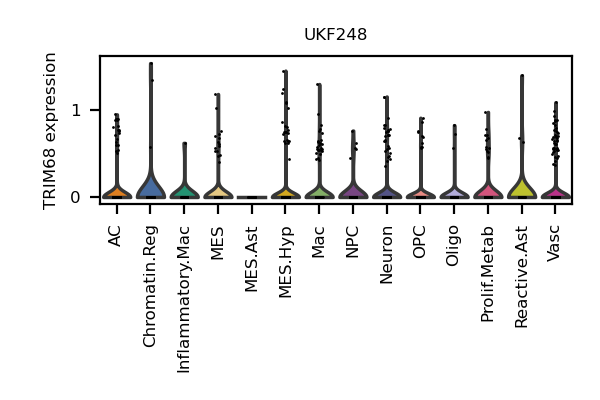 UKF248
TRIM68 expression
1
0
AC
Chromatin.Reg
Inflammatory.Mac
MES
MES.Ast
MES.Hyp
Mac
NPC
Neuron
OPC
Oligo
Prolif.Metab
Reactive.Ast
Vasc